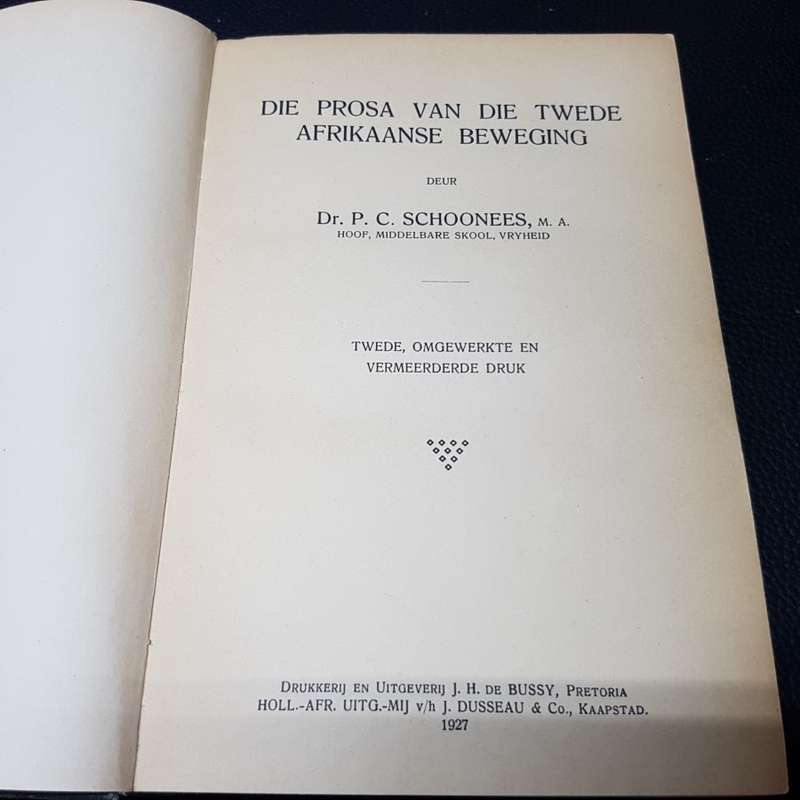 DIE PROSA VAN DIE TWEDE
AFRIKAANSE BEWEGING
DEUR
Dr. P. C. SCHOONEES, M. A.
HOOF, MIDDELBARE SKOOL, VRYHEID
TWEDE, OMGEWERKTE EN
VERMEERDERDE DRUK
DRUKKERIJ EN UITGEVERIJ J. H. DE BUSSY, PRETORIA
HOLL.-AFR. UITG.-MIJ v/h J. DUSSEAU & Co., KAAPSTAD.
1927